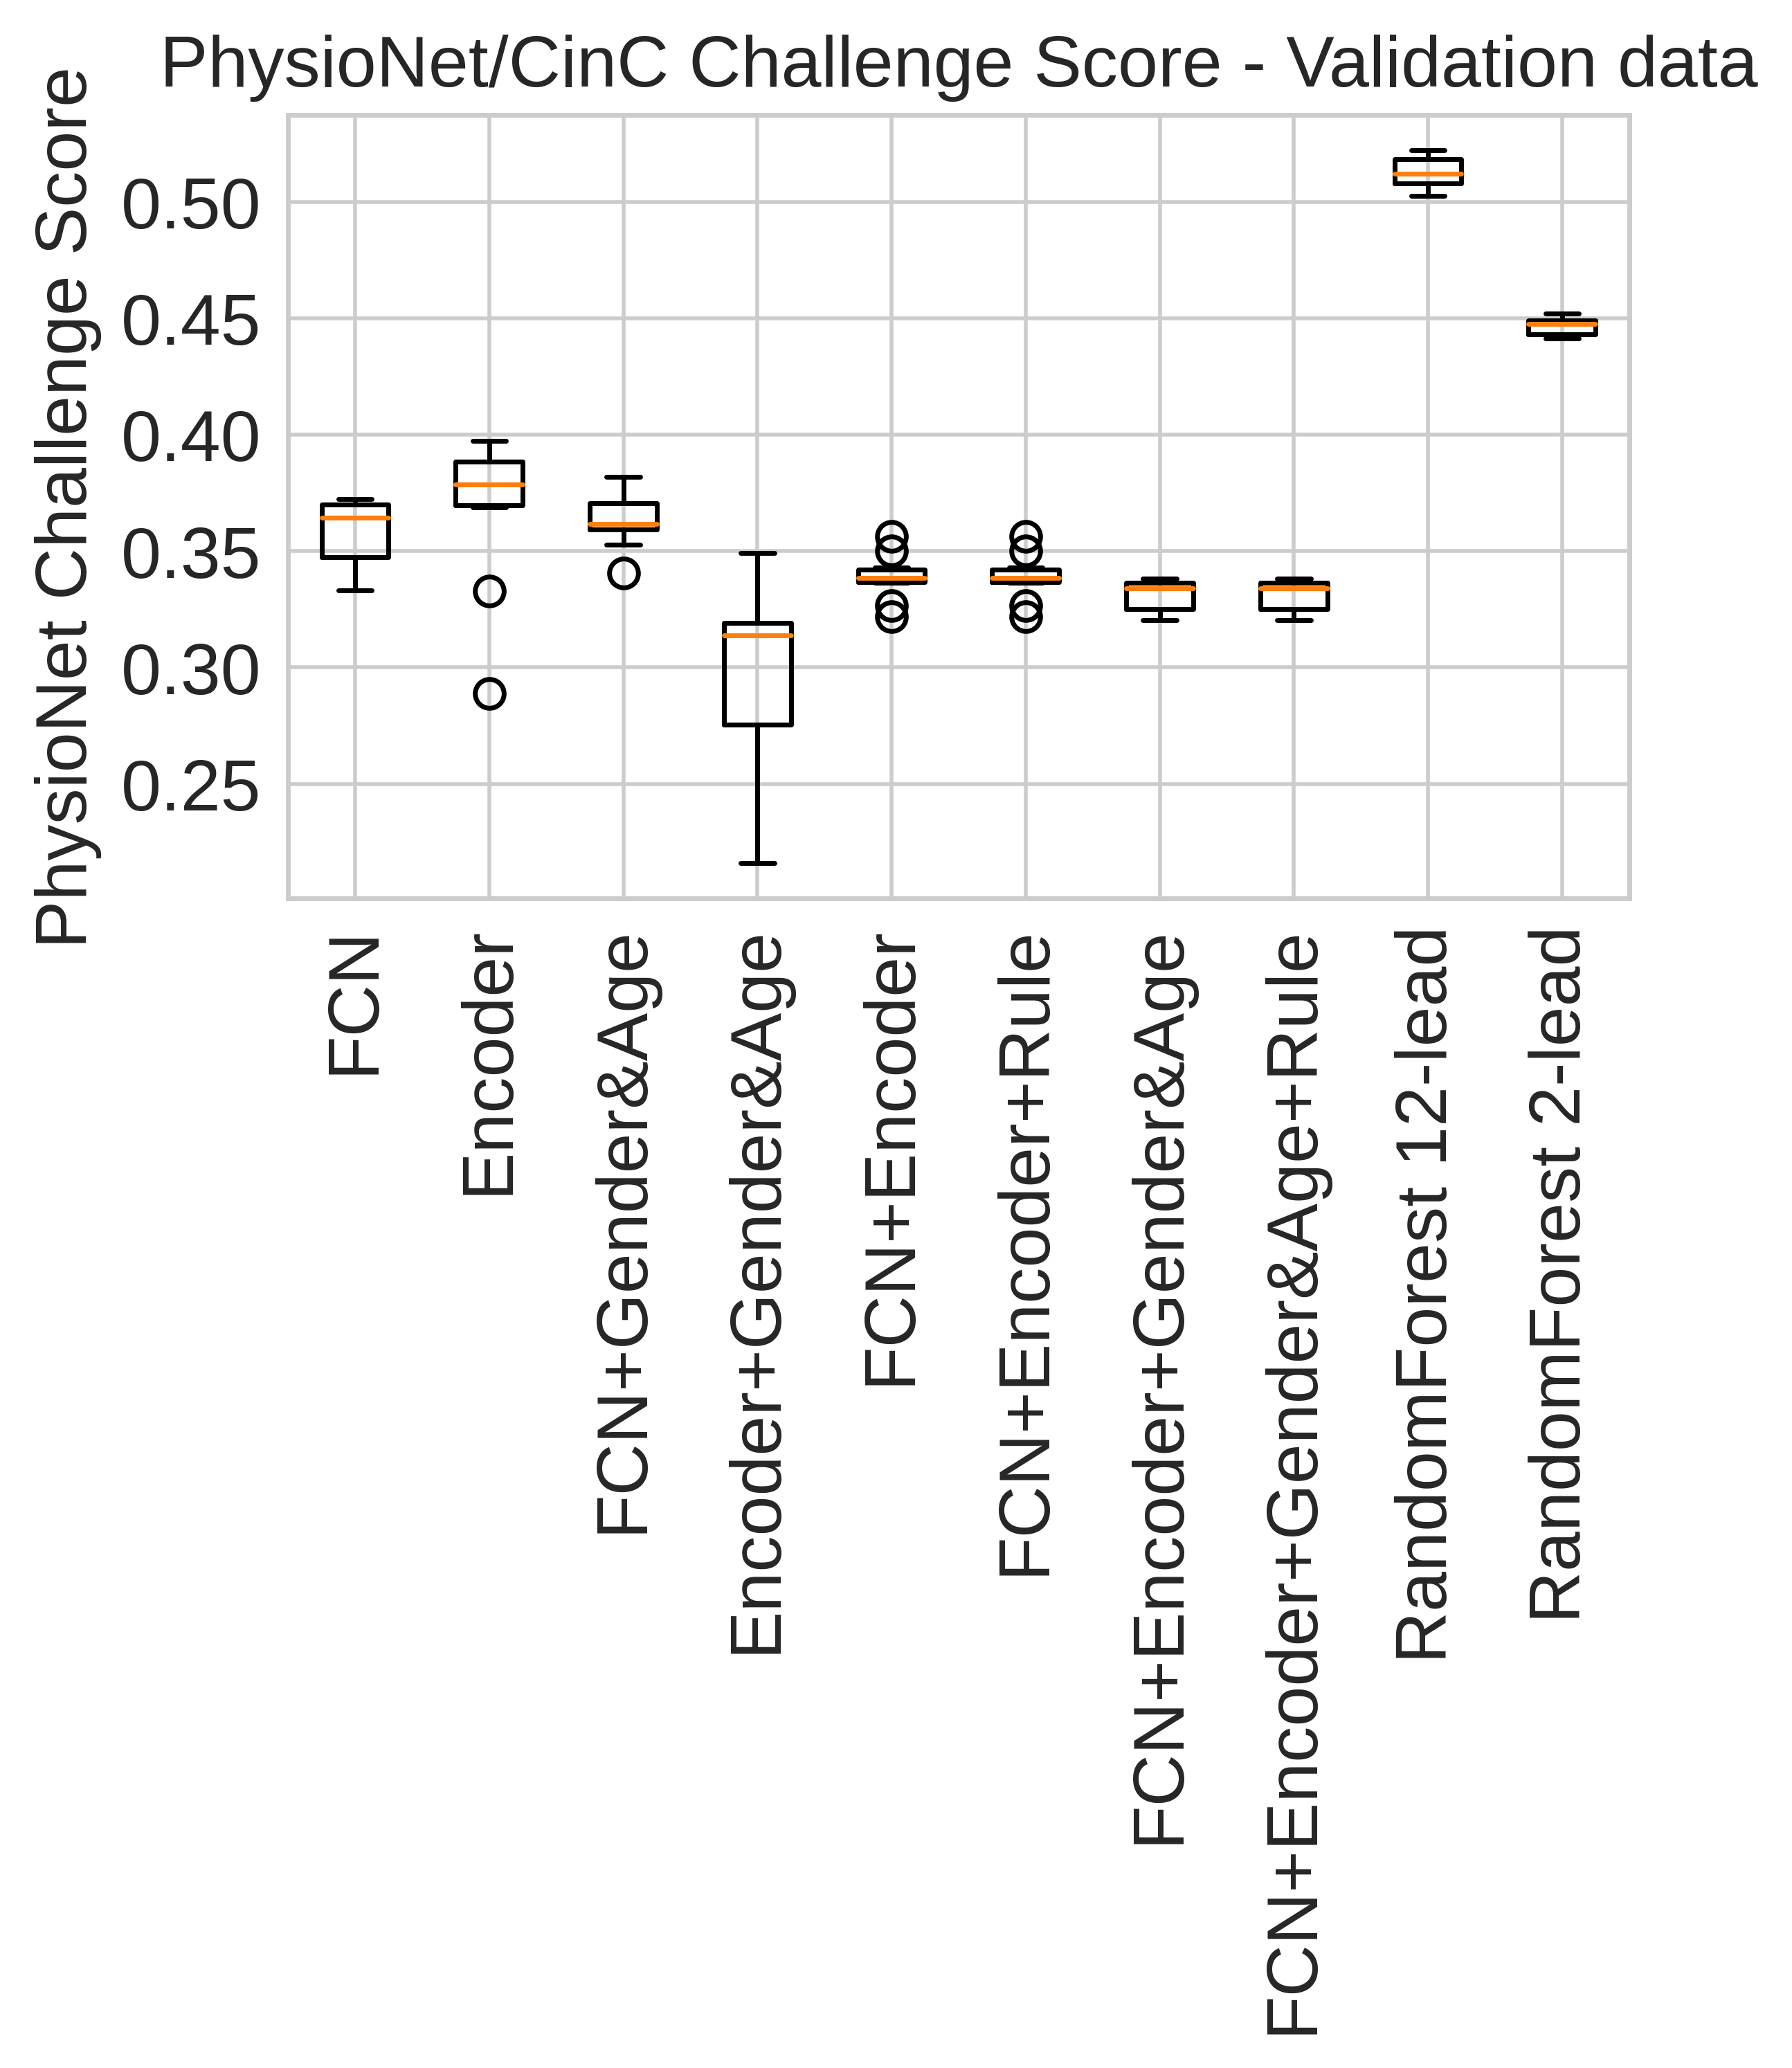 PhysioNet/CinC Challenge Score - Validation data
PhysioNet Challenge Score
0.50
0.45
0.40
0.35
0.30
0.25
FCN
Encoder
FCN+Gender&Age
Encoder+Gender&Age
FCN+Encoder
FCN+Encoder+Rule
FCN+Encoder+Gender&Age
FCN+Encoder+Gender&Age+Rule
RandomForest 12-lead
RandomForest 2-lead